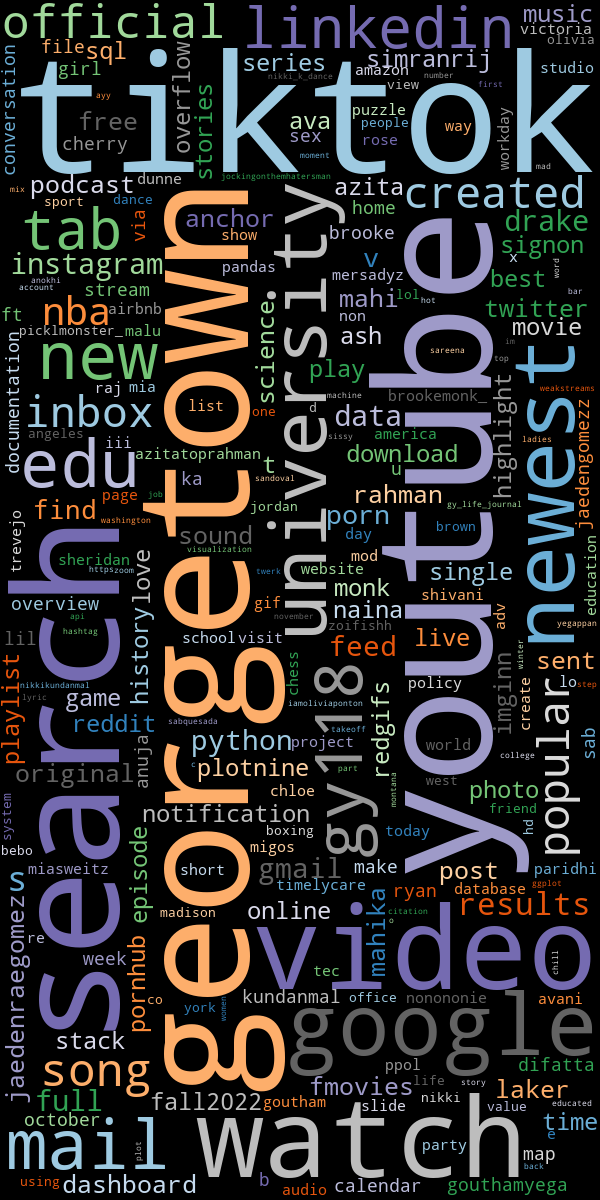 official
linkedin
music
victoria
olivia
conversation
file
sql
girl
overflow
series
simranrij
amazon
nikki_k_dance
number
first
view
studio
tiktok
ayy
free
cherry
stories
ava
sex
moment
puzzle
people
rose
way
workday
mad
jockingonthemhatersman
mix
podcast
dunne
sport
dance
azita
created
tab
via
anchor
show
home
brooke
drake
signon
instagram
anokhi
account
stream
pandas
v
mersadyz
x
word
best
bar
ft
nba
airbnb
picklmonster_malu
georgetown
university
science
mahi
lol
hot
non
twitter
movie
new
documentation
ash
youtube
sareena
im
top
newest
raj
mia
play
machine
brookemonk_
weakstreams
inbox
list
one
d
data
highlight
ladies
jaedengomezz
angeles
iii
sissy
america
edu
azitatoprahman
t
download
u
ka
sandoval
page
job
find
washington
jordan
rahman
gy_life_journal
porn
day
brown
trevejo
search
sound
visualization
mod
education
sheridan
https
zoom
love
website
twerk
monk
single
overview
gif
naina
shivani
adv
api
november
zoifishh
yegappan
hashtag
lil
history
school
visit
feed
live
winter
imginn
sent
playlist
nikkikundanmal
lyric
game
chess
gy118
policy
lo
step
iamoliviaponton
create
popular
reddit
sabquesada
takeoff
redgifs
python
project
world
sab
original
anuja
c
plotnine
part
west
college
montana
photo
chloe
friend
system
notification
boxing
today
hd
bebo
migos
s
miasweitz
episode
short
gmail
make
post
paridhi
timelycare
ryan
database
ggplot
jaedenraegomez
madison
online
mahika
citation
o
results
re
week
video
chill
pornhub
tec
co
york
women
kundanmal
office
nonononie
avani
stack
google
song
ppol
difatta
fmovies
life
story
laker
educated
full
fall2022
goutham
slide
nikki
value
october
time
mail
plot
watch
party
e
map
back
using
dashboard
b
audio
calendar
gouthamyega